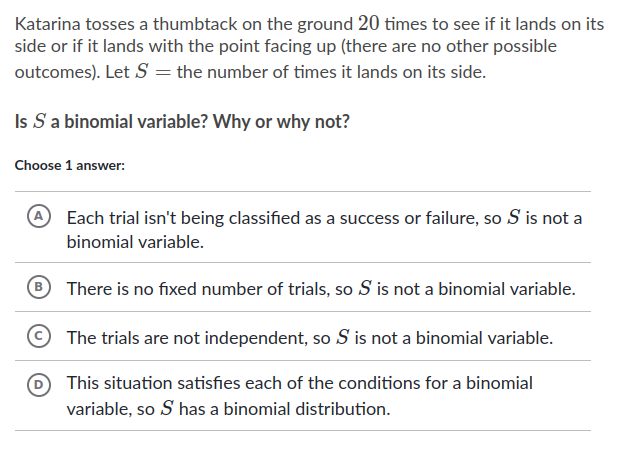 Katarina tosses a thumbtack on the ground 20 times to see if it lands on its
side or if it lands with the point facing up (there are no other possible
outcomes). Let S = the number of times it lands on its side.
Is S a binomial variable? Why or why not?
Choose 1 answer:
A Each trial isn't being classified as a success or failure, so S is not a
binomial variable.
B There is no fixed number of trials, so S is not a binomial variable.
C The trials are not independent, so S is not a binomial variable.
D This situation satisfies each of the conditions for a binomial
variable, so S has a binomial distribution.